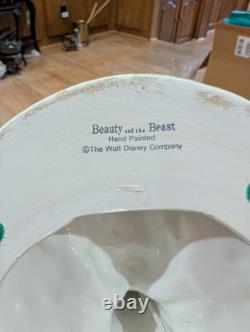 Beauty and the Beast
Hand Painted
©The Walt Disney Company